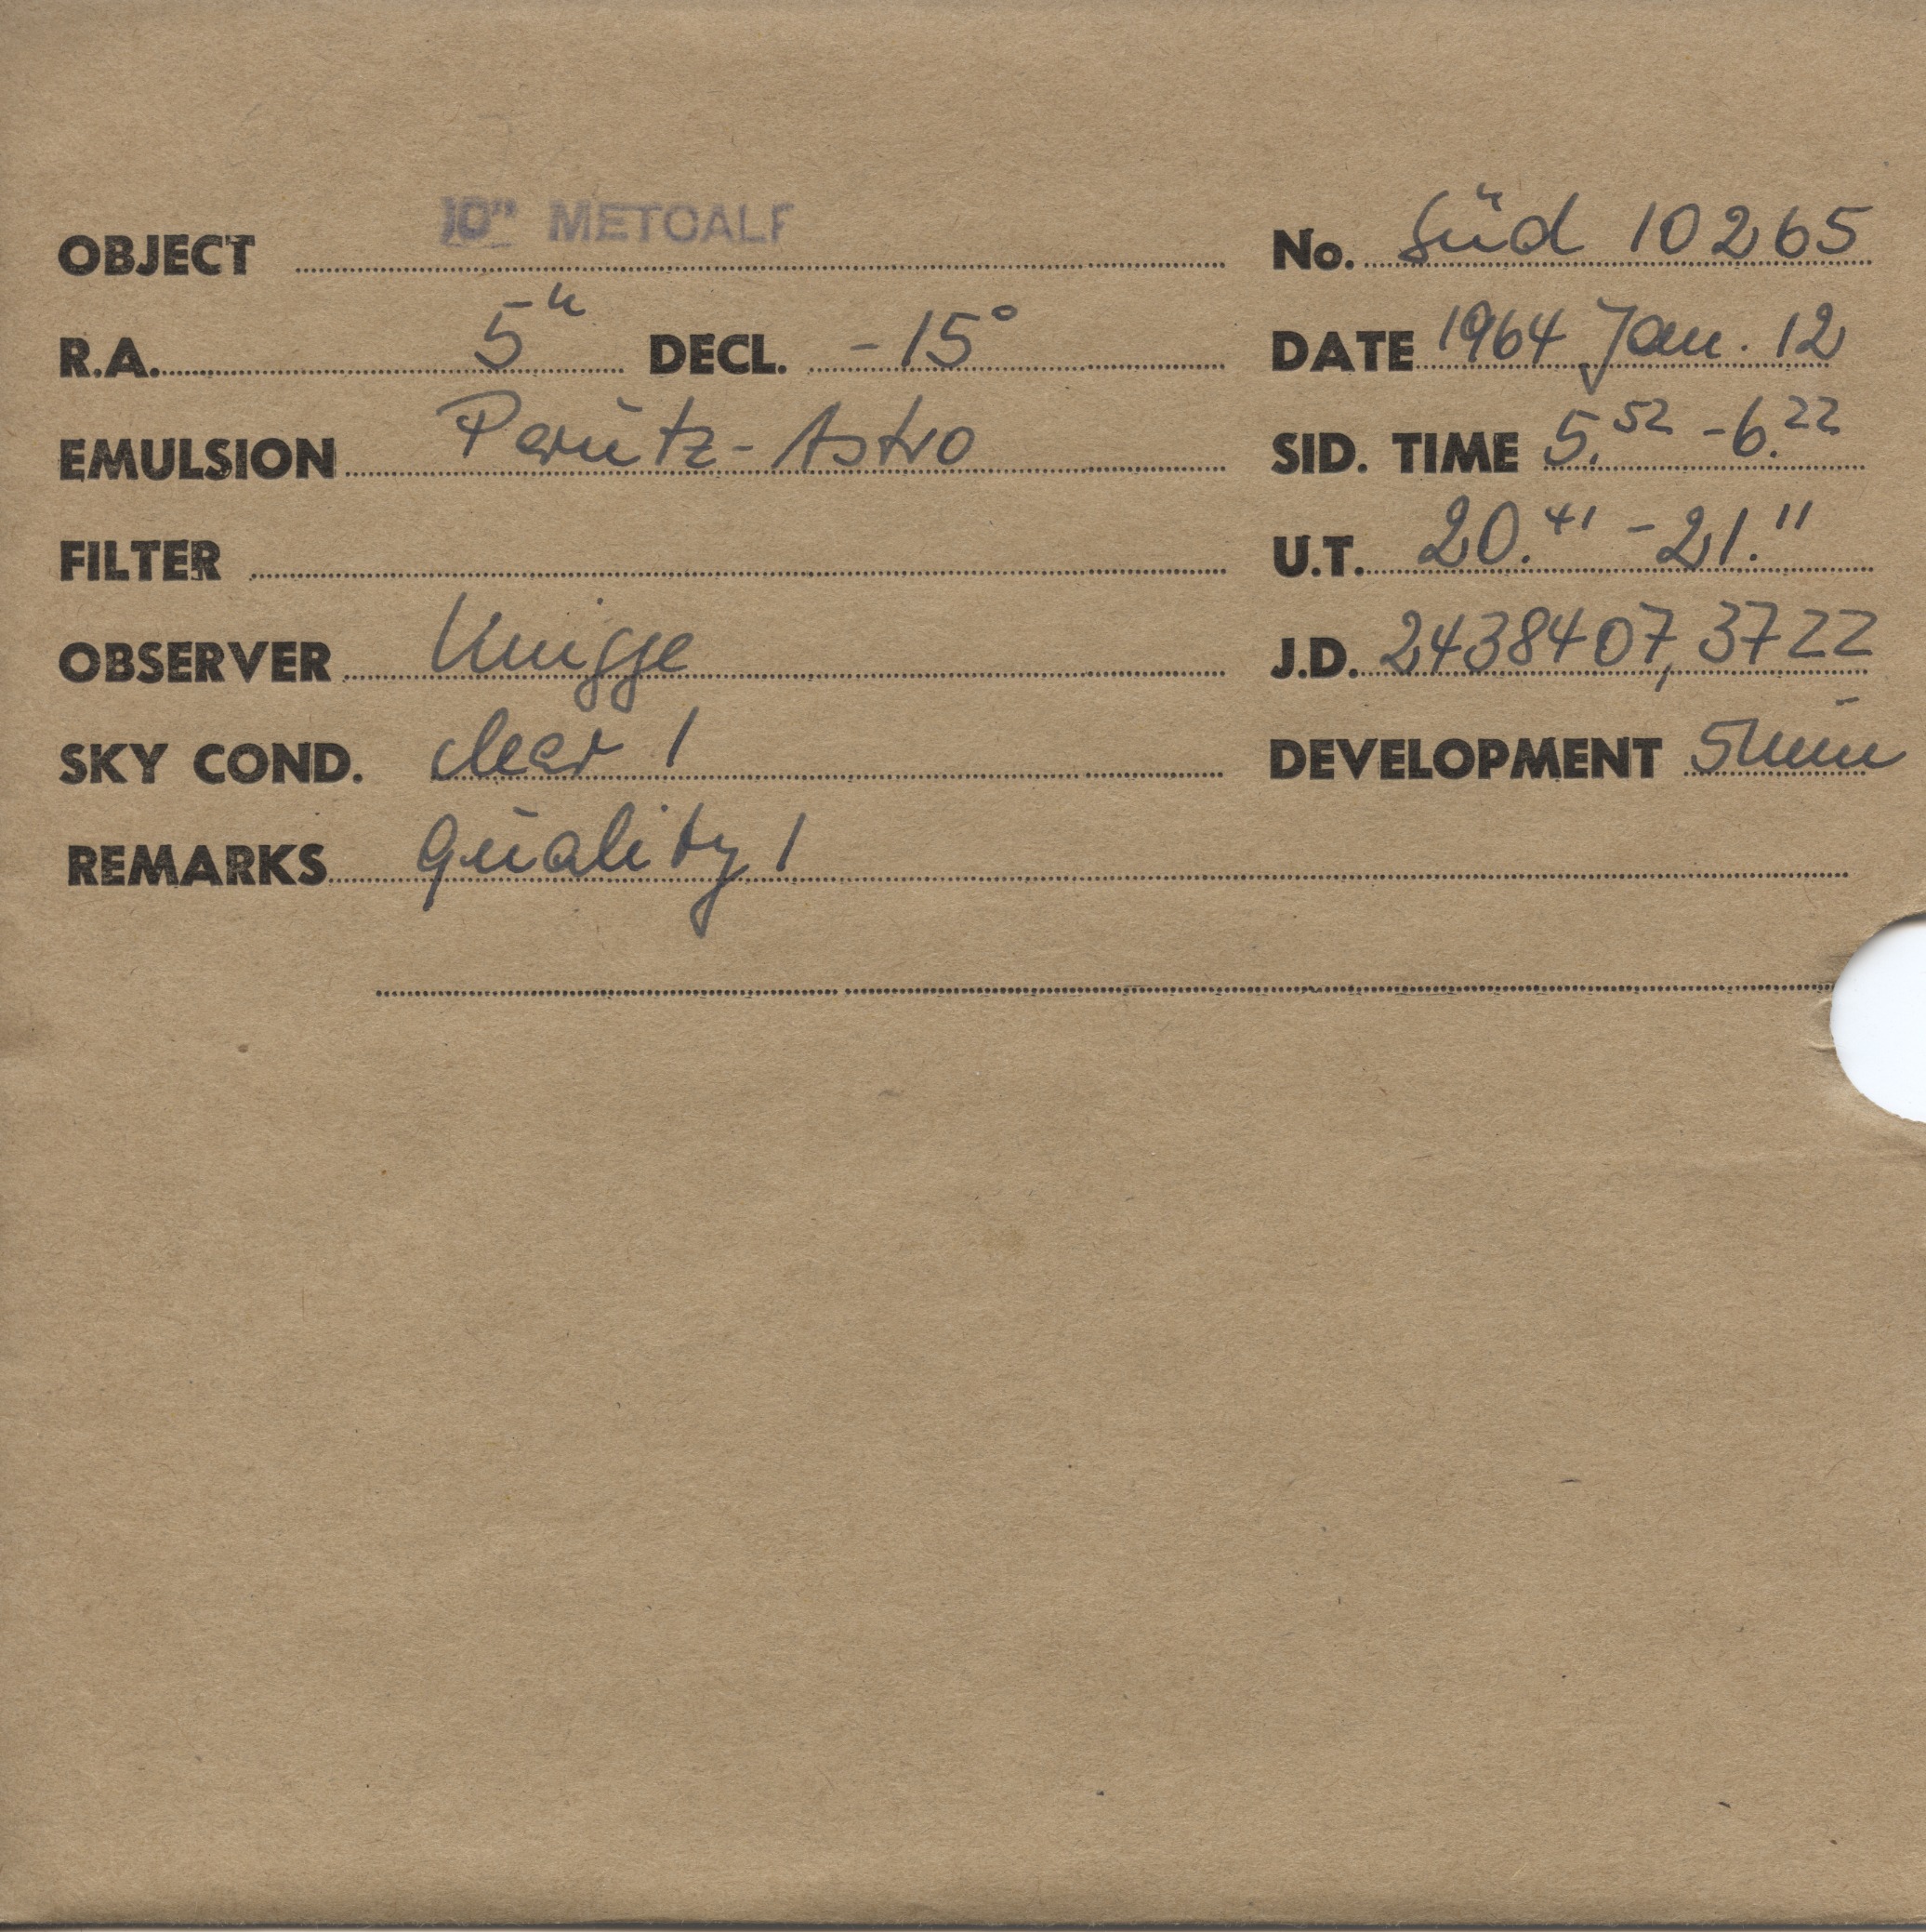 OBJECT 10" METCALF No. Süd 10265
R.A. 5ʰ DECL. -15° DATE 1964 Jan. 12
EMULSION Perutz-Astro SID. TIME 5.⁵² -6.²²
FILTER U.T. 20.⁴¹ -21.¹¹
OBSERVER Knigge J.D. 2438407,3722
SKY COND. clear 1 DEVELOPMENT 5min
REMARKS Quality 1